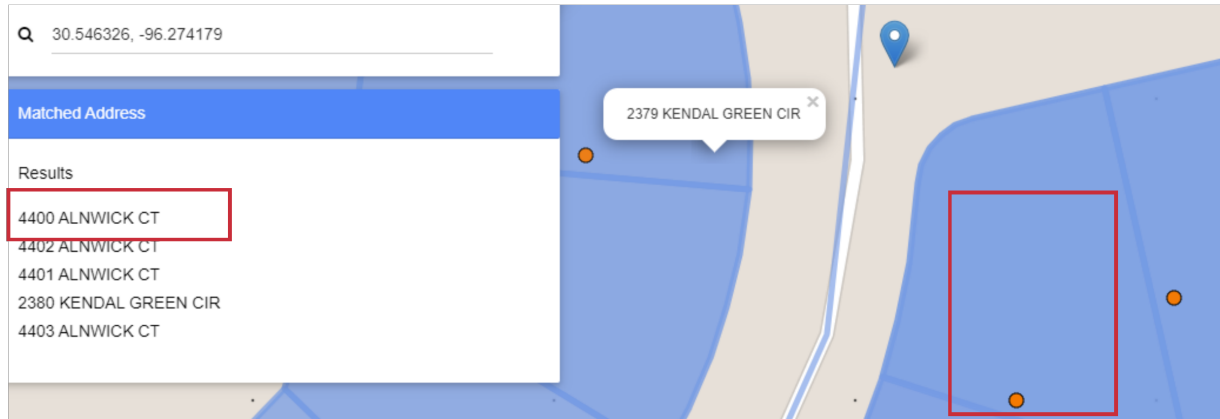 30.546326, -96.274179
Matched Address
2379 KENDAL GREEN CIR ×
Results
4400 ALNWICK CT
4402 ALNWICK CT
4401 ALNWICK CT
2380 KENDAL GREEN CIR
4403 ALNWICK CT